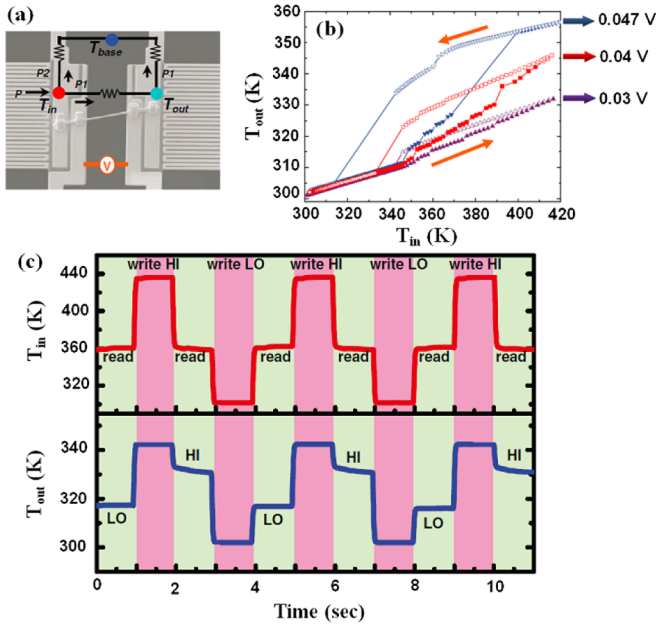 (a)
T_base
P2
P1
P1
P
T_in
T_out
V
(b)
T_out (K)
360
350
340
330
320
310
300
300
320
340
360
380
400
420
T_in (K)
0.047 V
0.04 V
0.03 V
(c)
write HI
write LO
write HI
write LO
write HI
T_in (K)
440
360
300
read
read
read
read
read
read
T_out (K)
340
320
300
LO
HI
LO
HI
LO
HI
0
2
4
6
8
10
Time (sec)